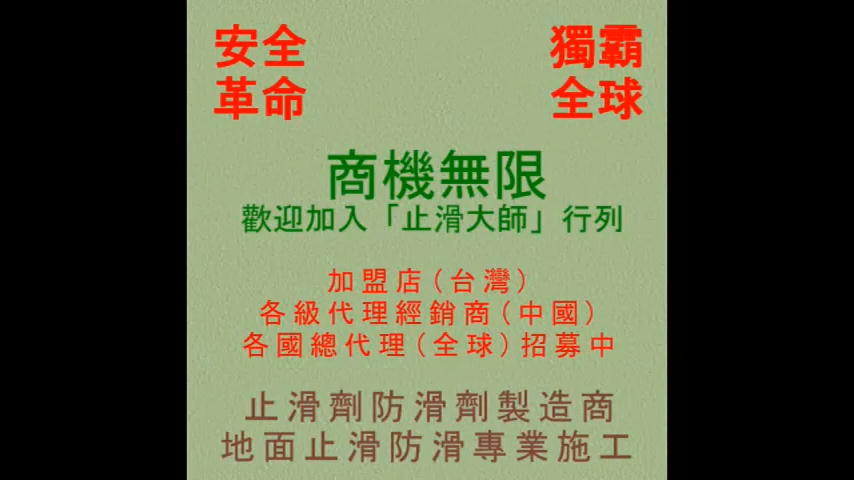 安全 獨霸
革命 全球
商機無限
歡迎加入「止滑大師」行列
加盟店(台灣)
各級代理經銷商(中國)
各國總代理(全球)招募中
止滑劑防滑劑製造商
地面止滑防滑專業施工